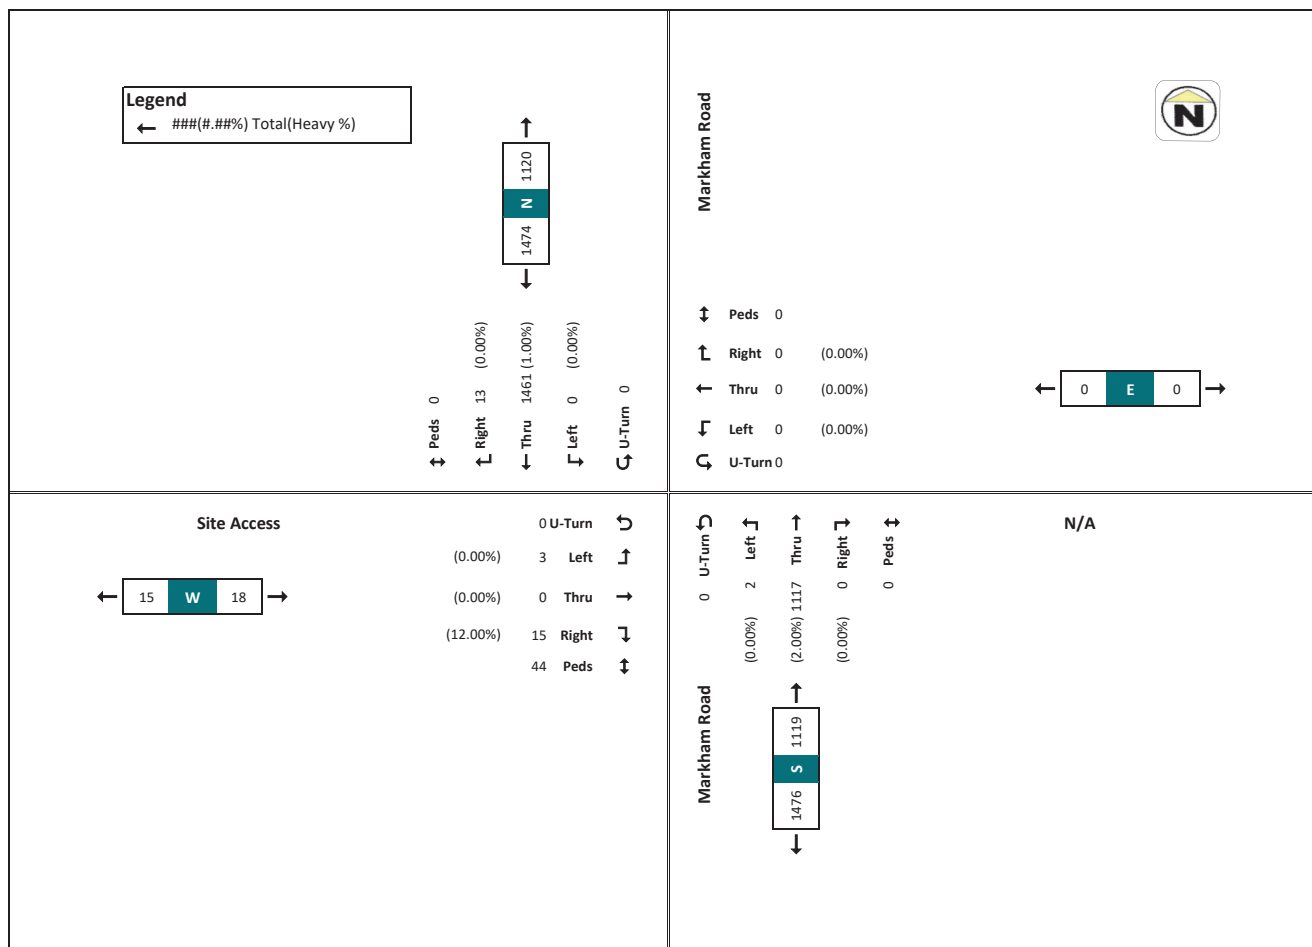 Legend
← ###(#.##%) Total(Heavy %)
N
Markham Road
1120
N
1474
Peds 0
Right 13 (0.00%)
Thru 1461 (1.00%)
Left 0 (0.00%)
U-Turn 0
Peds 0
Right 0 (0.00%)
Thru 0 (0.00%)
Left 0 (0.00%)
U-Turn 0
0 E 0
Site Access
0 U-Turn
(0.00%) 3 Left
(0.00%) 0 Thru
(12.00%) 15 Right
44 Peds
15 W 18
N/A
0 U-Turn
(0.00%) 2 Left
(2.00%) 1117 Thru
(0.00%) 0 Right
0 Peds
Markham Road
1119
S
1476